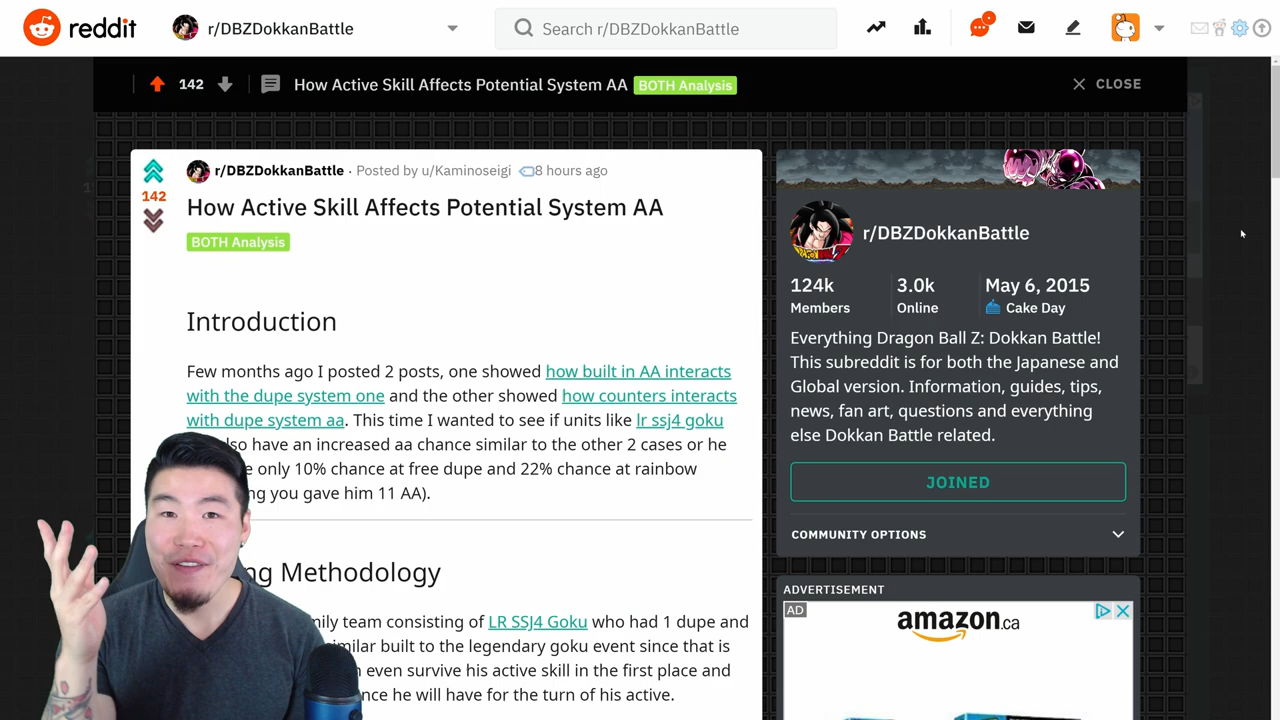 reddit
r/DBZDokkanBattle
Search r/DBZDokkanBattle
142
How Active Skill Affects Potential System AA
BOTH Analysis
CLOSE
r/DBZDokkanBattle · Posted by u/Kaminoseigi 8 hours ago
142
How Active Skill Affects Potential System AA
BOTH Analysis
Introduction
Few months ago I posted 2 posts, one showed how built in AA interacts
with the dupe system one and the other showed how counters interacts
with dupe system aa. This time I wanted to see if units like lr ssj4 goku
so have an increased aa chance similar to the other 2 cases or he
only 10% chance at free dupe and 22% chance at rainbow
you gave him 11 AA).
Methodology
team consisting of LR SSJ4 Goku who had 1 dupe and
similar built to the legendary goku event since that is
even survive his active skill in the first place and
he will have for the turn of his active.
r/DBZDokkanBattle
124k
Members
3.0k
Online
May 6, 2015
Cake Day
Everything Dragon Ball Z: Dokkan Battle!
This subreddit is for both the Japanese and
Global version. Information, guides, tips,
news, fan art, questions and everything
else Dokkan Battle related.
JOINED
COMMUNITY OPTIONS
ADVERTISEMENT
AD
amazon.ca